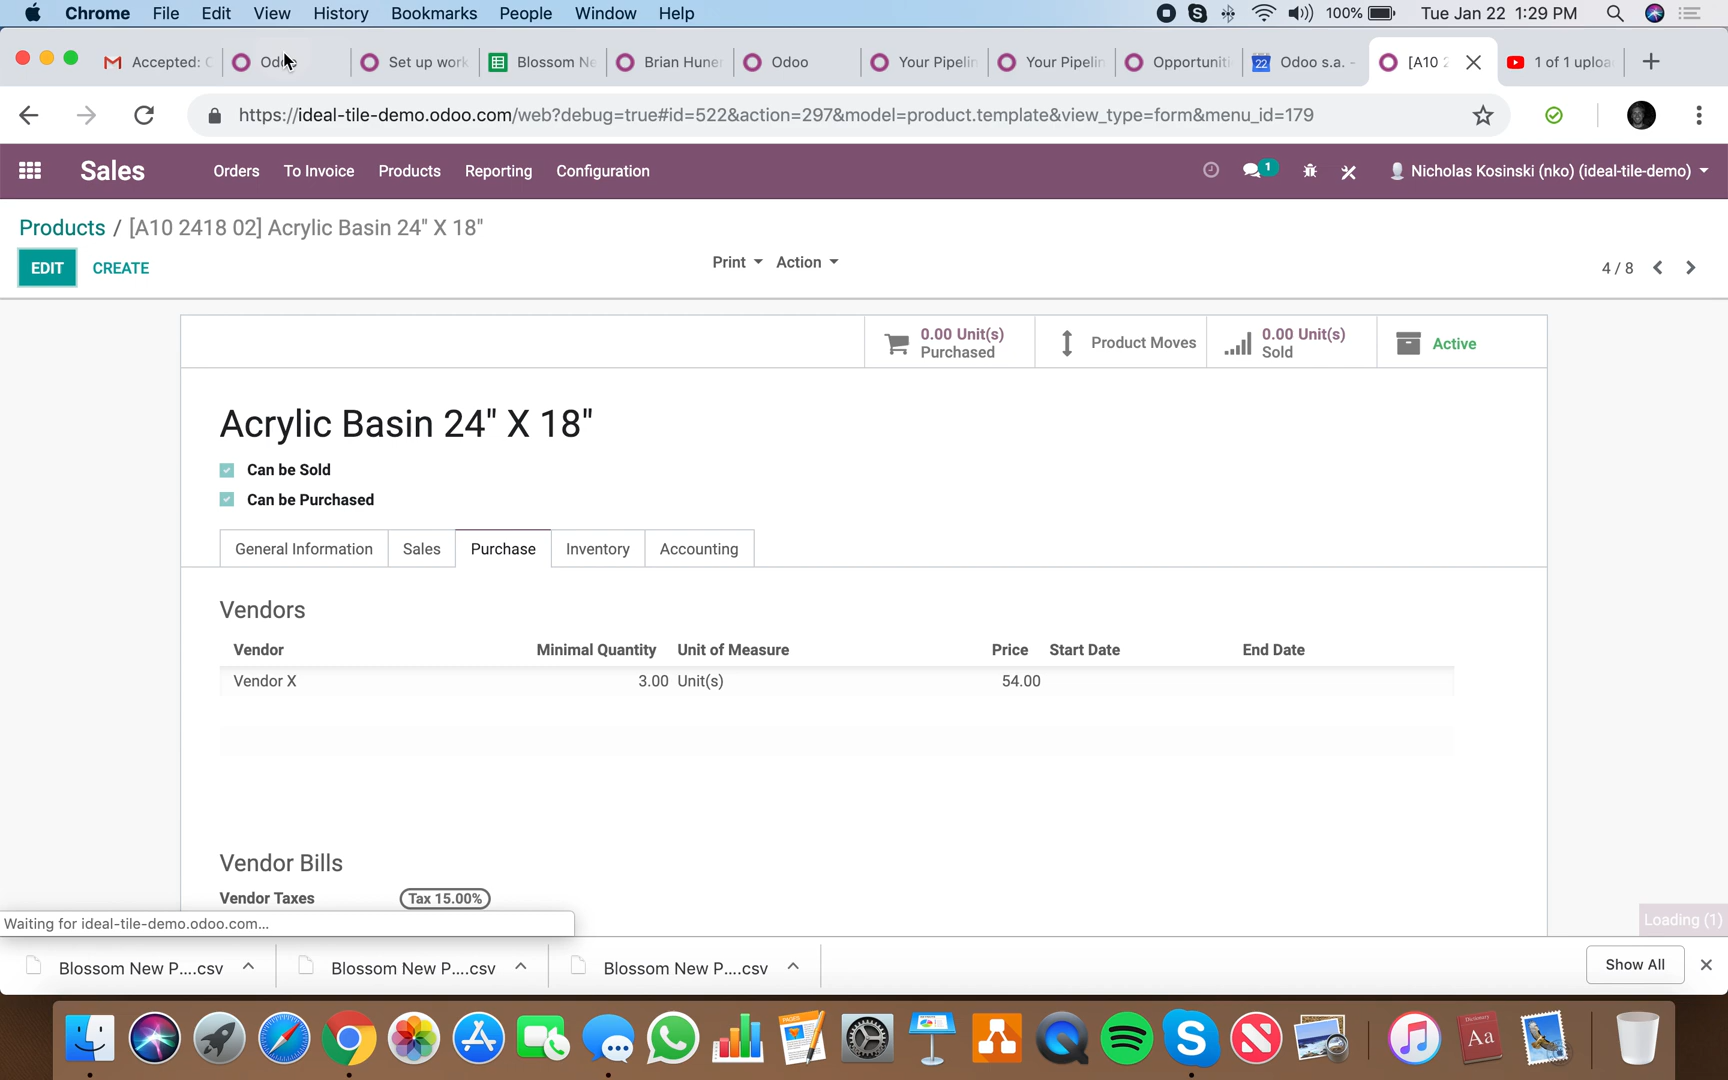 Chrome File Edit View History Bookmarks People Window Help 100% Tue Jan 22 1:29 PM
Accepted: Odoo Set up work Blossom Ne Brian Huner Odoo Your Pipelin Your Pipelin Opportuniti 22 Odoo s.a. - [A10 2 1 of 1 uploa
https://ideal-tile-demo.odoo.com/web?debug=true#id=522&action=297&model=product.template&view_type=form&menu_id=179
Sales Orders To Invoice Products Reporting Configuration 1 Nicholas Kosinski (nko) (ideal-tile-demo)
Products / [A10 2418 02] Acrylic Basin 24" X 18"
EDIT CREATE Print Action 4 / 8
0.00 Unit(s) Purchased Product Moves 0.00 Unit(s) Sold Active
Acrylic Basin 24" X 18"
Can be Sold
Can be Purchased
General Information Sales Purchase Inventory Accounting
Vendors
Vendor Minimal Quantity Unit of Measure Price Start Date End Date
Vendor X 3.00 Unit(s) 54.00
Vendor Bills
Vendor Taxes Tax 15.00%
Waiting for ideal-tile-demo.odoo.com... Loading (1)
Blossom New P....csv Blossom New P....csv Blossom New P....csv Show All
PAGES Aa Dictionary